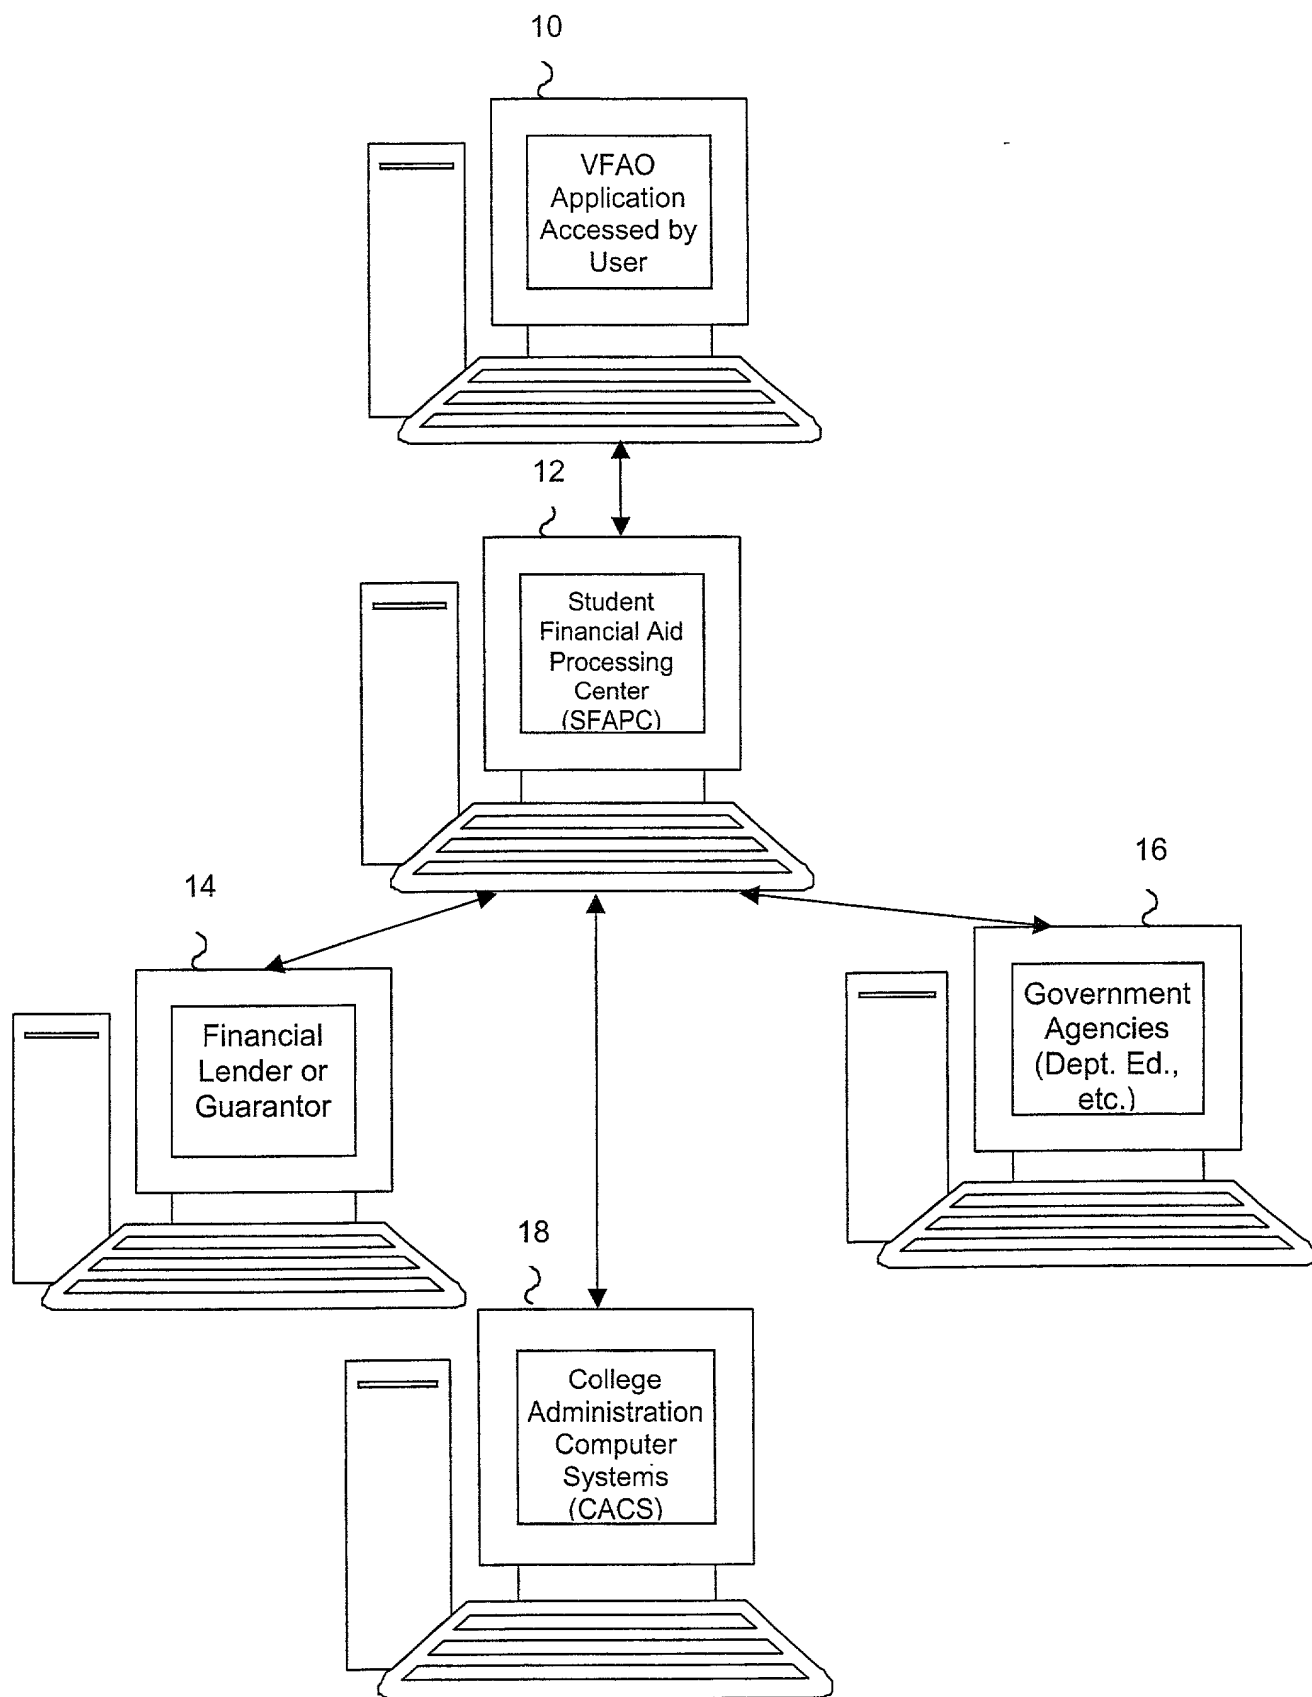 10
VFAO
Application
Accessed by
User
12
Student
Financial Aid
Processing
Center
(SFAPC)
14
Financial
Lender or
Guarantor
16
Government
Agencies
(Dept. Ed.,
etc.)
18
College
Administration
Computer
Systems
(CACS)